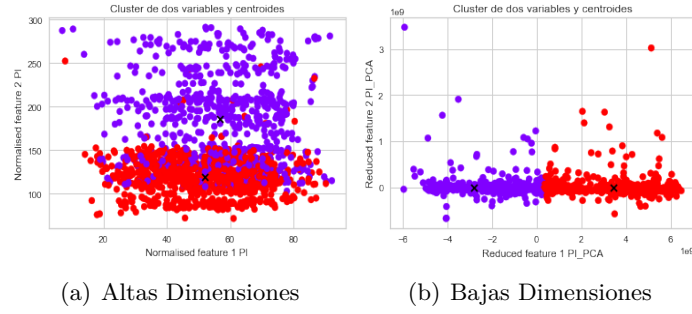 Cluster de dos variables y centroides
Normalised feature 2 PI
300
250
200
150
100
20
40
60
80
Normalised feature 1 PI
(a) Altas Dimensiones
Cluster de dos variables y centroides
1e9
Reduced feature 2 PI_PCA
3
2
1
0
−6
−4
−2
0
2
4
6
1e9
Reduced feature 1 PI_PCA
(b) Bajas Dimensiones